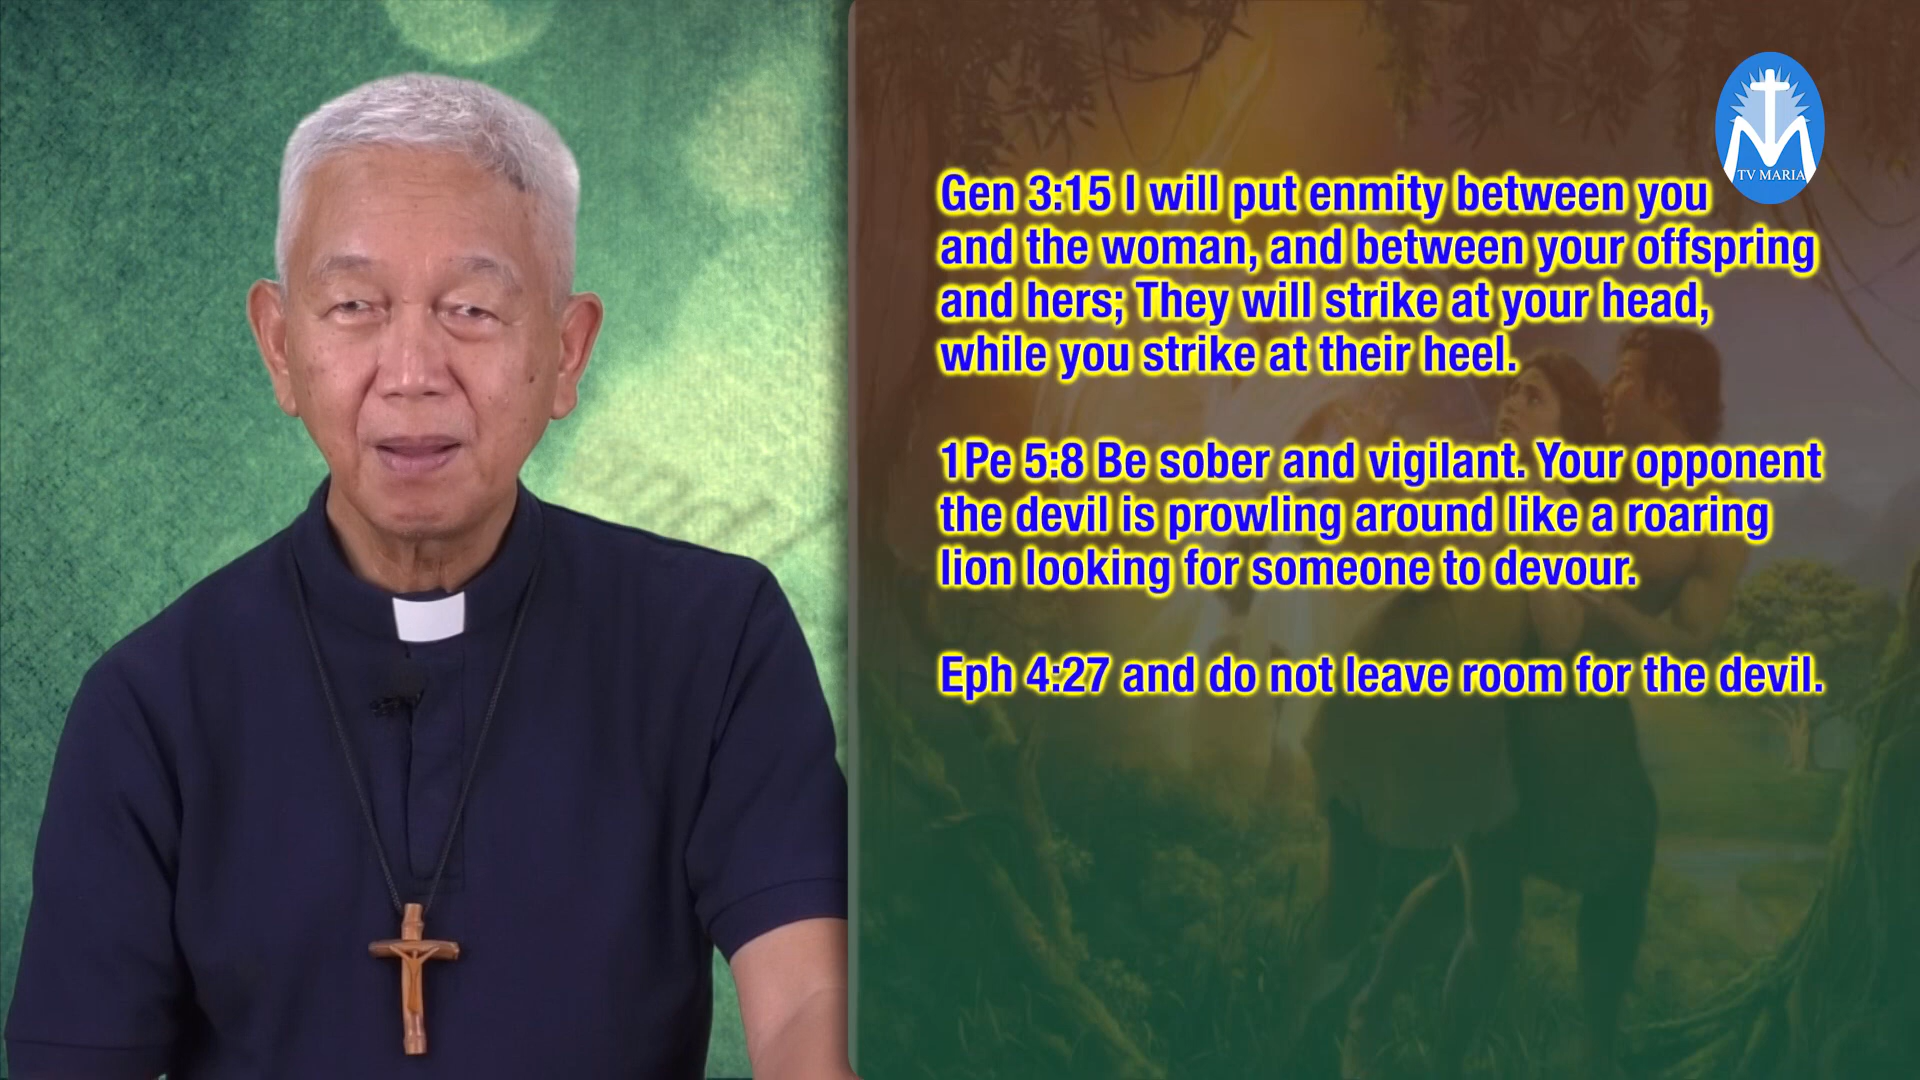 TV MARIA
Gen 3:15 I will put enmity between you
and the woman, and between your offspring
and hers; They will strike at your head,
while you strike at their heel.
1Pe 5:8 Be sober and vigilant. Your opponent
the devil is prowling around like a roaring
lion looking for someone to devour.
Eph 4:27 and do not leave room for the devil.